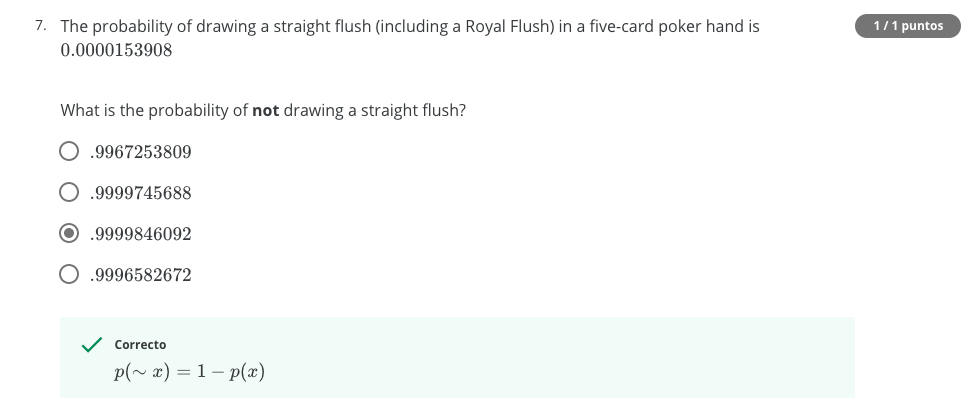 7. The probability of drawing a straight flush (including a Royal Flush) in a five-card poker hand is
0.0000153908
1 / 1 puntos
What is the probability of not drawing a straight flush?
.9967253809
.9999745688
.9999846092
.9996582672
Correcto
p(∼ x) = 1 − p(x)